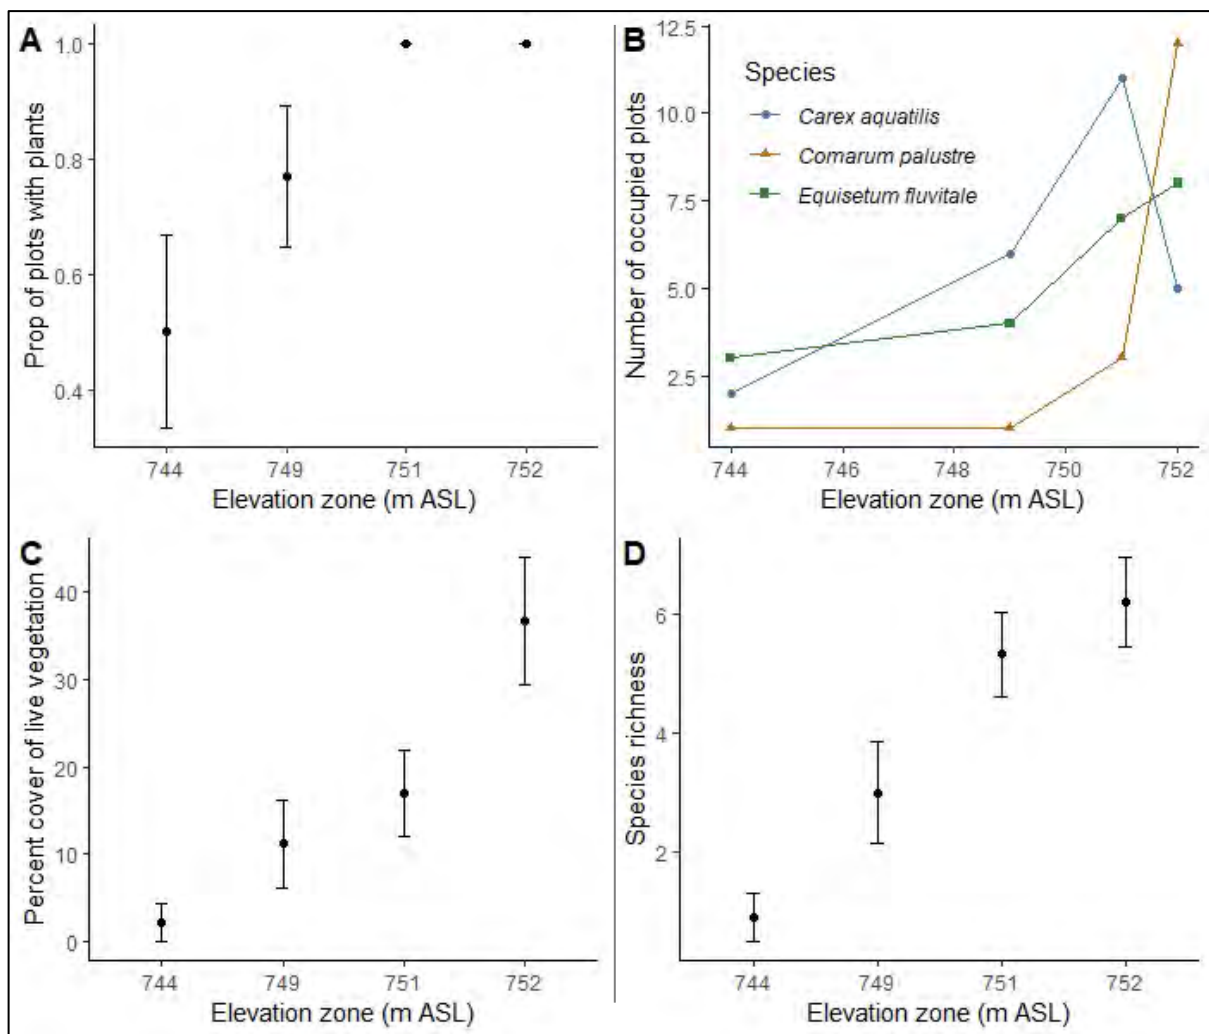 A
Prop of plots with plants
1.0
0.8
0.6
0.4
744 749 751 752
Elevation zone (m ASL)
B
Number of occupied plots
12.5
10.0
7.5
5.0
2.5
Species
Carex aquatilis
Comarum palustre
Equisetum fluvitale
744 746 748 750 752
Elevation zone (m ASL)
C
Percent cover of live vegetation
40
30
20
10
0
744 749 751 752
Elevation zone (m ASL)
D
Species richness
6
4
2
744 749 751 752
Elevation zone (m ASL)